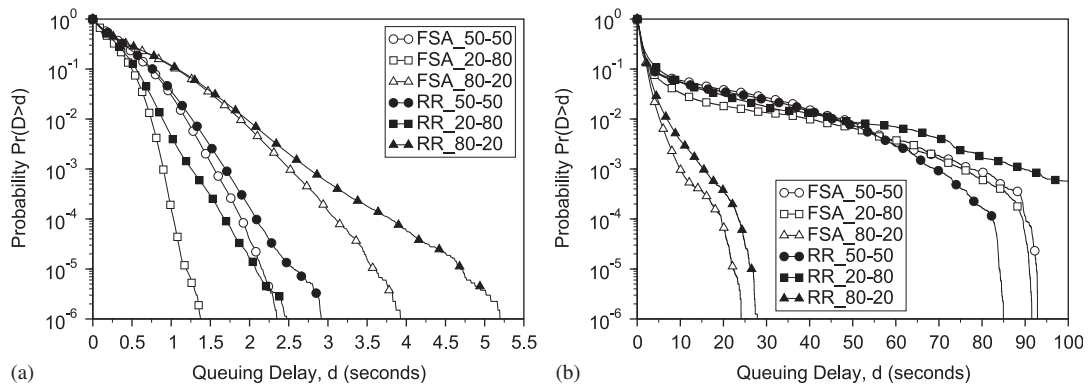 10^0
10^-1
10^-2
10^-3
10^-4
10^-5
10^-6
Probability Pr(D>d)
FSA_50-50
FSA_20-80
FSA_80-20
RR_50-50
RR_20-80
RR_80-20
0 0.5 1 1.5 2 2.5 3 3.5 4 4.5 5 5.5
(a) Queuing Delay, d (seconds)
10^0
10^-1
10^-2
10^-3
10^-4
10^-5
10^-6
Probability Pr(D>d)
FSA_50-50
FSA_20-80
FSA_80-20
RR_50-50
RR_20-80
RR_80-20
0 10 20 30 40 50 60 70 80 90 100
(b) Queuing Delay, d (seconds)